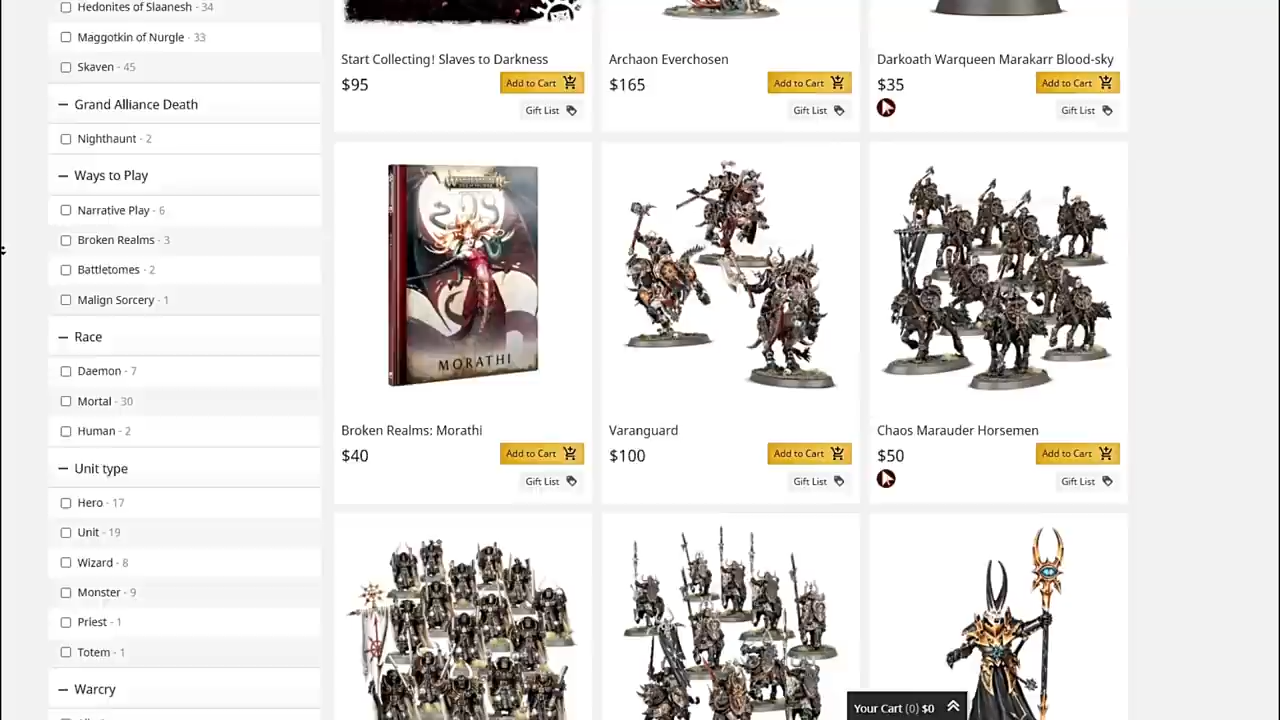 Hedonites of Slaanesh - 34
Maggotkin of Nurgle - 33
Skaven - 45
Grand Alliance Death
Nighthaunt - 2
Ways to Play
Narrative Play - 6
Broken Realms - 3
Battletomes - 2
Malign Sorcery - 1
Race
Daemon - 7
Mortal - 30
Human - 2
Unit type
Hero - 17
Unit - 19
Wizard - 8
Monster - 9
Priest - 1
Totem - 1
Warcry
Start Collecting! Slaves to Darkness
$95
Add to Cart
Gift List
Archaon Everchosen
$165
Add to Cart
Gift List
Darkoath Warqueen Marakarr Blood-sky
$35
Add to Cart
Gift List
MORATHI
Broken Realms: Morathi
$40
Add to Cart
Gift List
Varanguard
$100
Add to Cart
Gift List
Chaos Marauder Horsemen
$50
Add to Cart
Gift List
Your Cart (0) $0